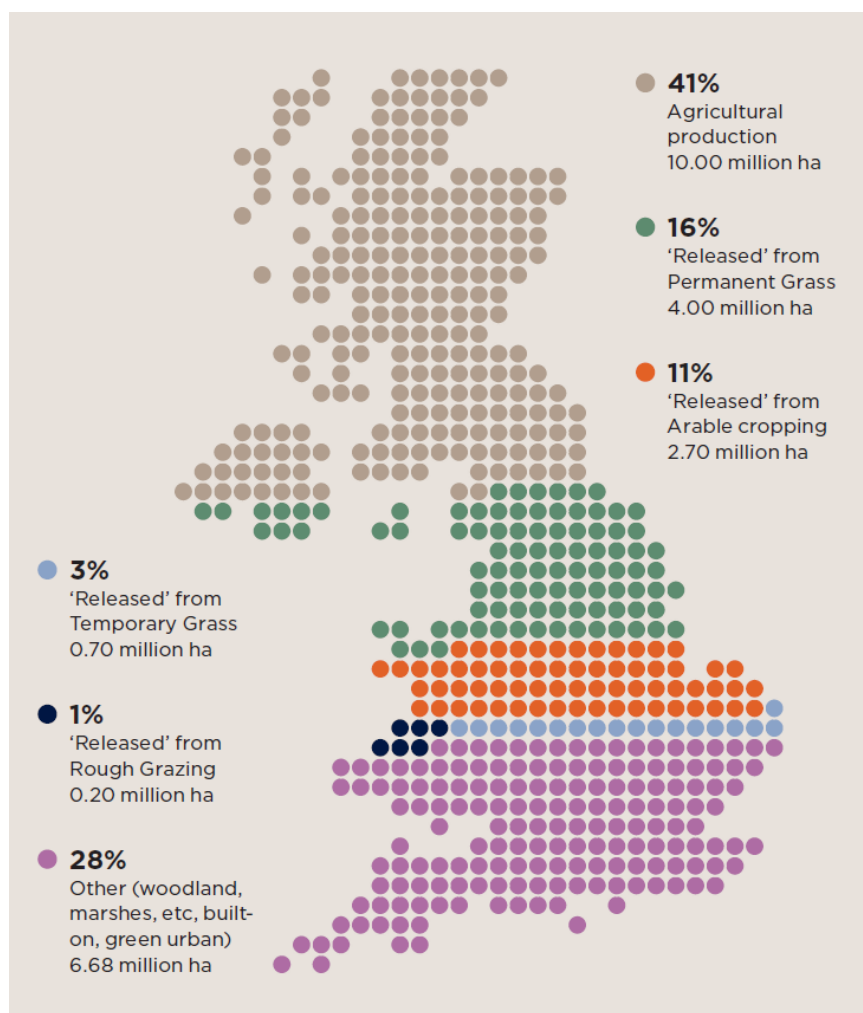 41%
Agricultural
production
10.00 million ha
16%
‘Released’ from
Permanent Grass
4.00 million ha
11%
‘Released’ from
Arable cropping
2.70 million ha
3%
‘Released’ from
Temporary Grass
0.70 million ha
1%
‘Released’ from
Rough Grazing
0.20 million ha
28%
Other (woodland,
marshes, etc, built-
on, green urban)
6.68 million ha